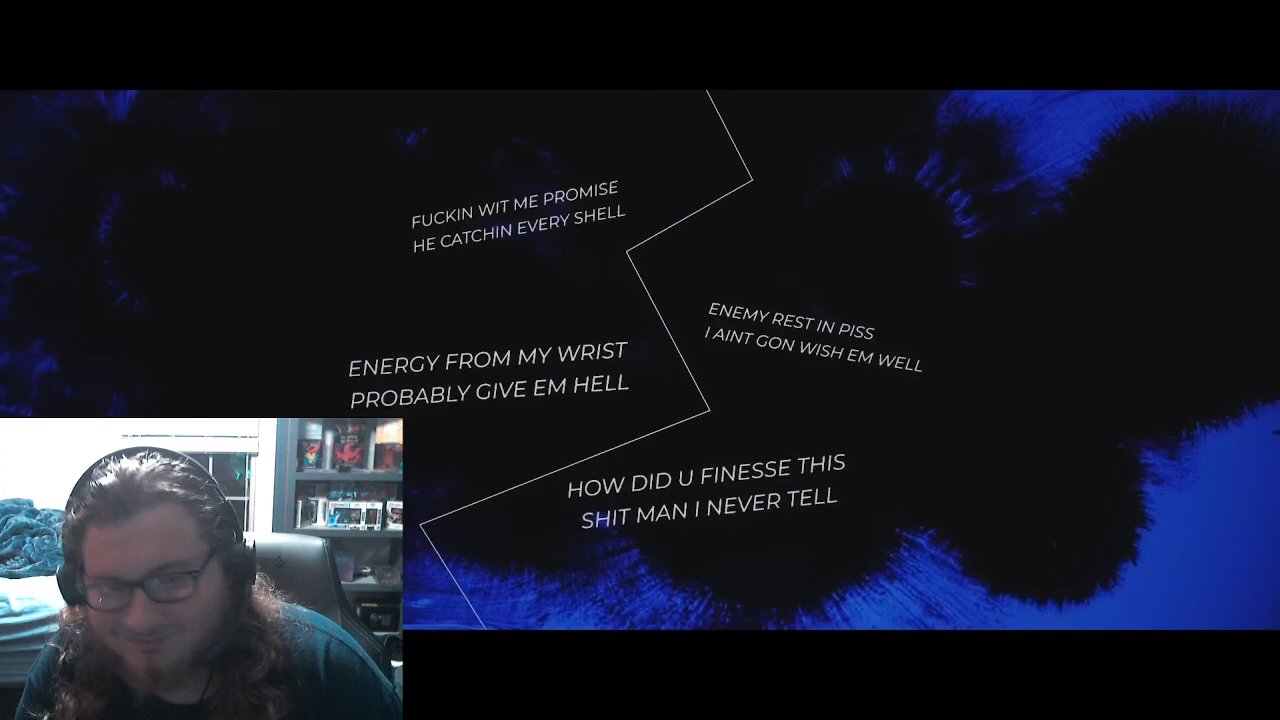 FUCKIN WIT ME PROMISE
HE CATCHIN EVERY SHELL
ENEMY REST IN PISS
I AINT GON WISH EM WELL
ENERGY FROM MY WRIST
PROBABLY GIVE EM HELL
HOW DID U FINESSE THIS
SHIT MAN I NEVER TELL